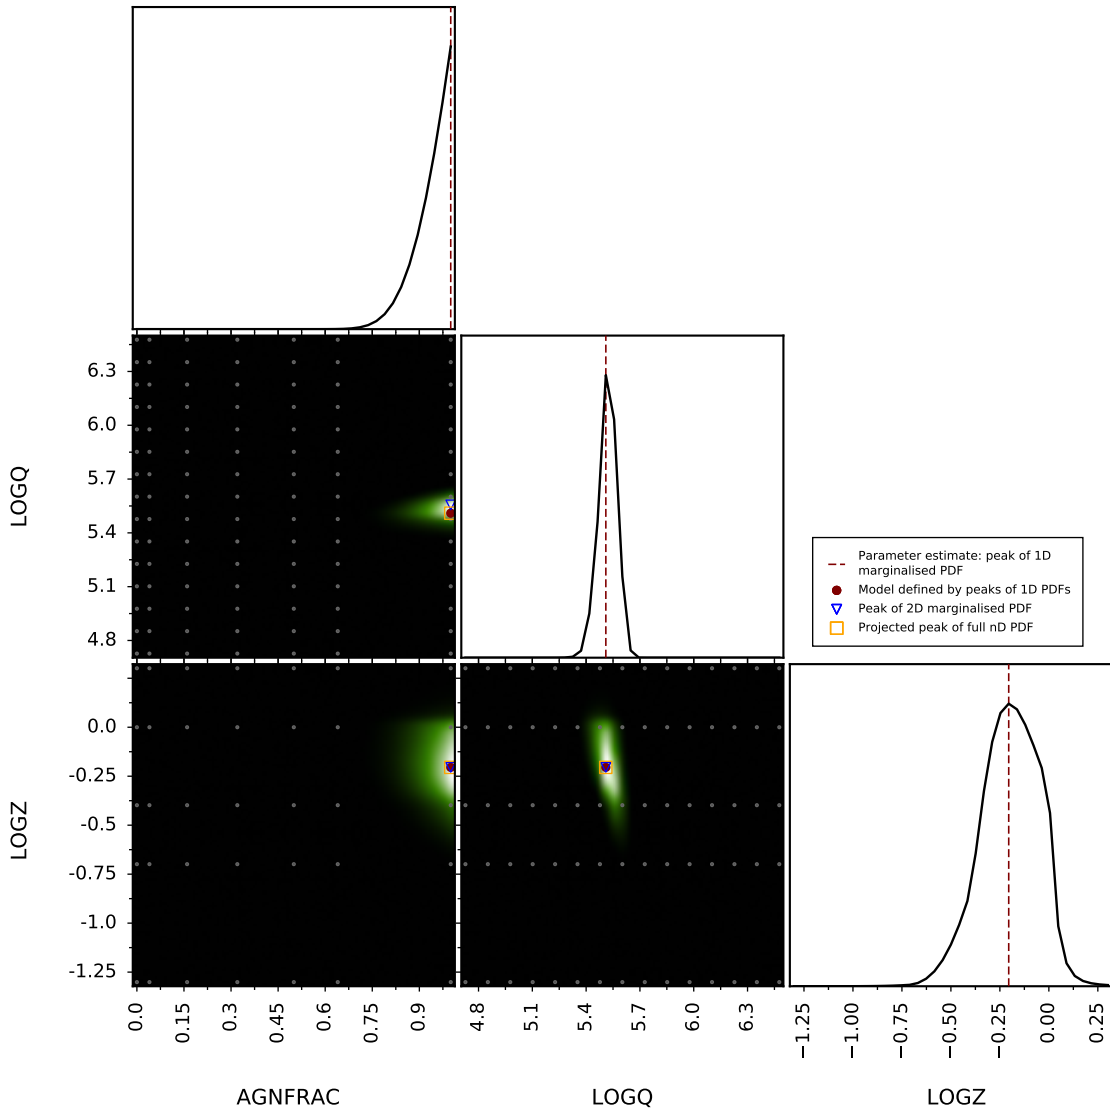 LOGQ
6.3
6.0
5.7
5.4
5.1
4.8
Parameter estimate: peak of 1D
marginalised PDF
Model defined by peaks of 1D PDFs
Peak of 2D marginalised PDF
Projected peak of full nD PDF
LOGZ
0.0
-0.25
-0.5
-0.75
-1.0
-1.25
0.0 0.15 0.3 0.45 0.6 0.75 0.9 4.8 5.1 5.4 5.7 6.0 6.3 −1.25 −1.00 −0.75 −0.50 −0.25 0.00 0.25
AGNFRAC LOGQ LOGZ